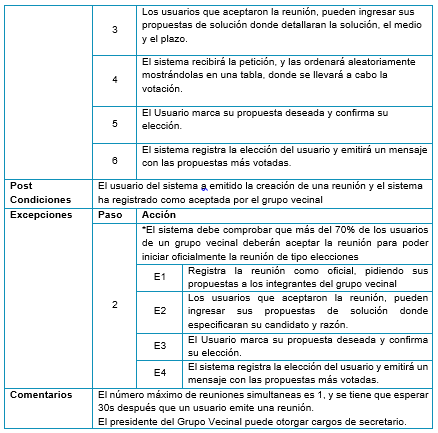 3
Los usuarios que aceptaron la reunión, pueden ingresar sus
propuestas de solución donde detallaran la solución, el medio
y el plazo.
4
El sistema recibirá la petición, y las ordenará aleatoriamente
mostrándolas en una tabla, donde se llevará a cabo la
votación.
5
El Usuario marca su propuesta deseada y confirma su
elección.
6
El sistema registra la elección del usuario y emitirá un mensaje
con las propuestas más votadas.
Post
Condiciones
El usuario del sistema a emitido la creación de una reunión y el sistema
ha registrado como aceptada por el grupo vecinal
Excepciones
Paso
Acción
2
*El sistema debe comprobar que más del 70% de los usuarios
de un grupo vecinal deberán aceptar la reunión para poder
iniciar oficialmente la reunión de tipo elecciones
E1
Registra la reunión como oficial, pidiendo sus
propuestas a los integrantes del grupo vecinal
E2
Los usuarios que aceptaron la reunión, pueden
ingresar sus propuestas de solución donde
especificaran su candidato y razón.
E3
El Usuario marca su propuesta deseada y confirma
su elección.
E4
El sistema registra la elección del usuario y emitirá un
mensaje con las propuestas más votadas.
Comentarios
El número máximo de reuniones simultaneas es 1, y se tiene que esperar
30s después que un usuario emite una reunión.
El presidente del Grupo Vecinal puede otorgar cargos de secretario.